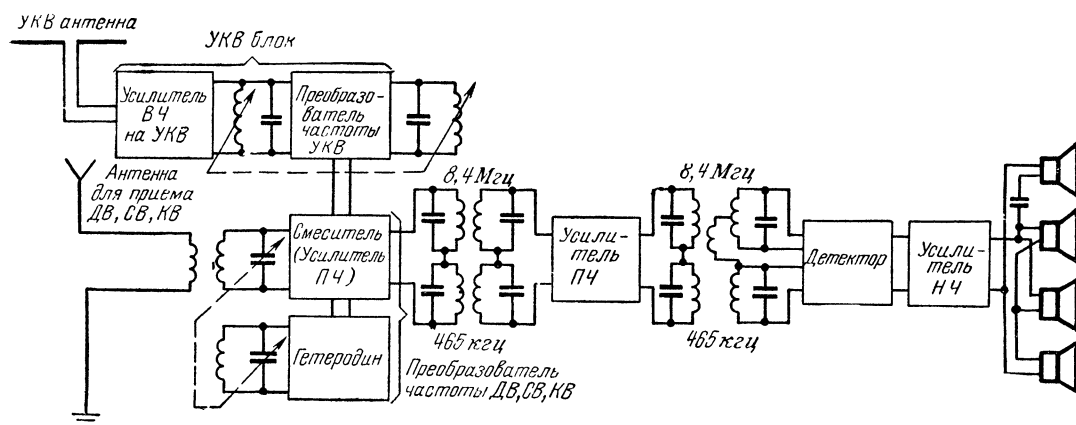 УКВ антенна
УКВ блок
Усилитель
ВЧ
на УКВ
Преобразо-
ватель
частоты
УКВ
Антенна
для приема
ДВ, СВ, КВ
Смеситель
(Усилитель
ПЧ)
Гетеродин
Преобразователь
частоты ДВ,СВ,КВ
8,4 Мгц
465 кгц
Усили-
тель
ПЧ
8,4 Мгц
465 кгц
Детектор
Усили-
тель
НЧ